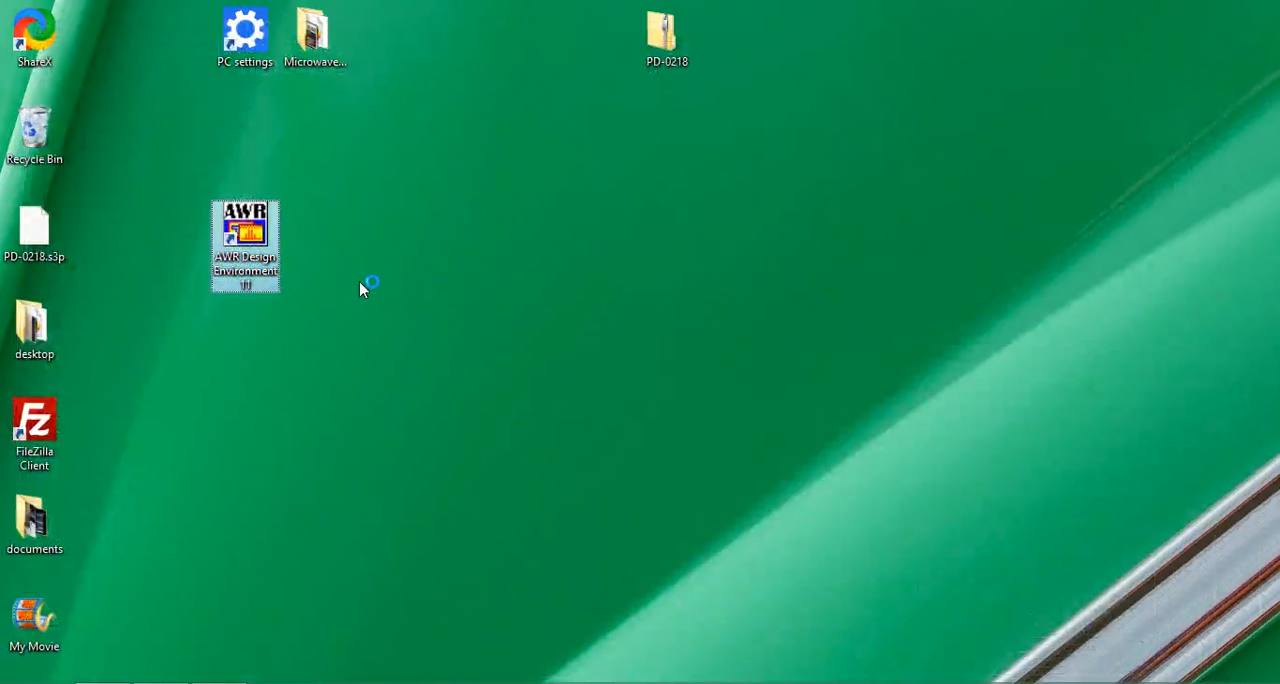 ShareX
PC settings
Microwave...
PD-0218
Recycle Bin
AWR
PD-0218.s3p
AWR Design
Environment
desktop
Fz
FileZilla
Client
documents
My Movie